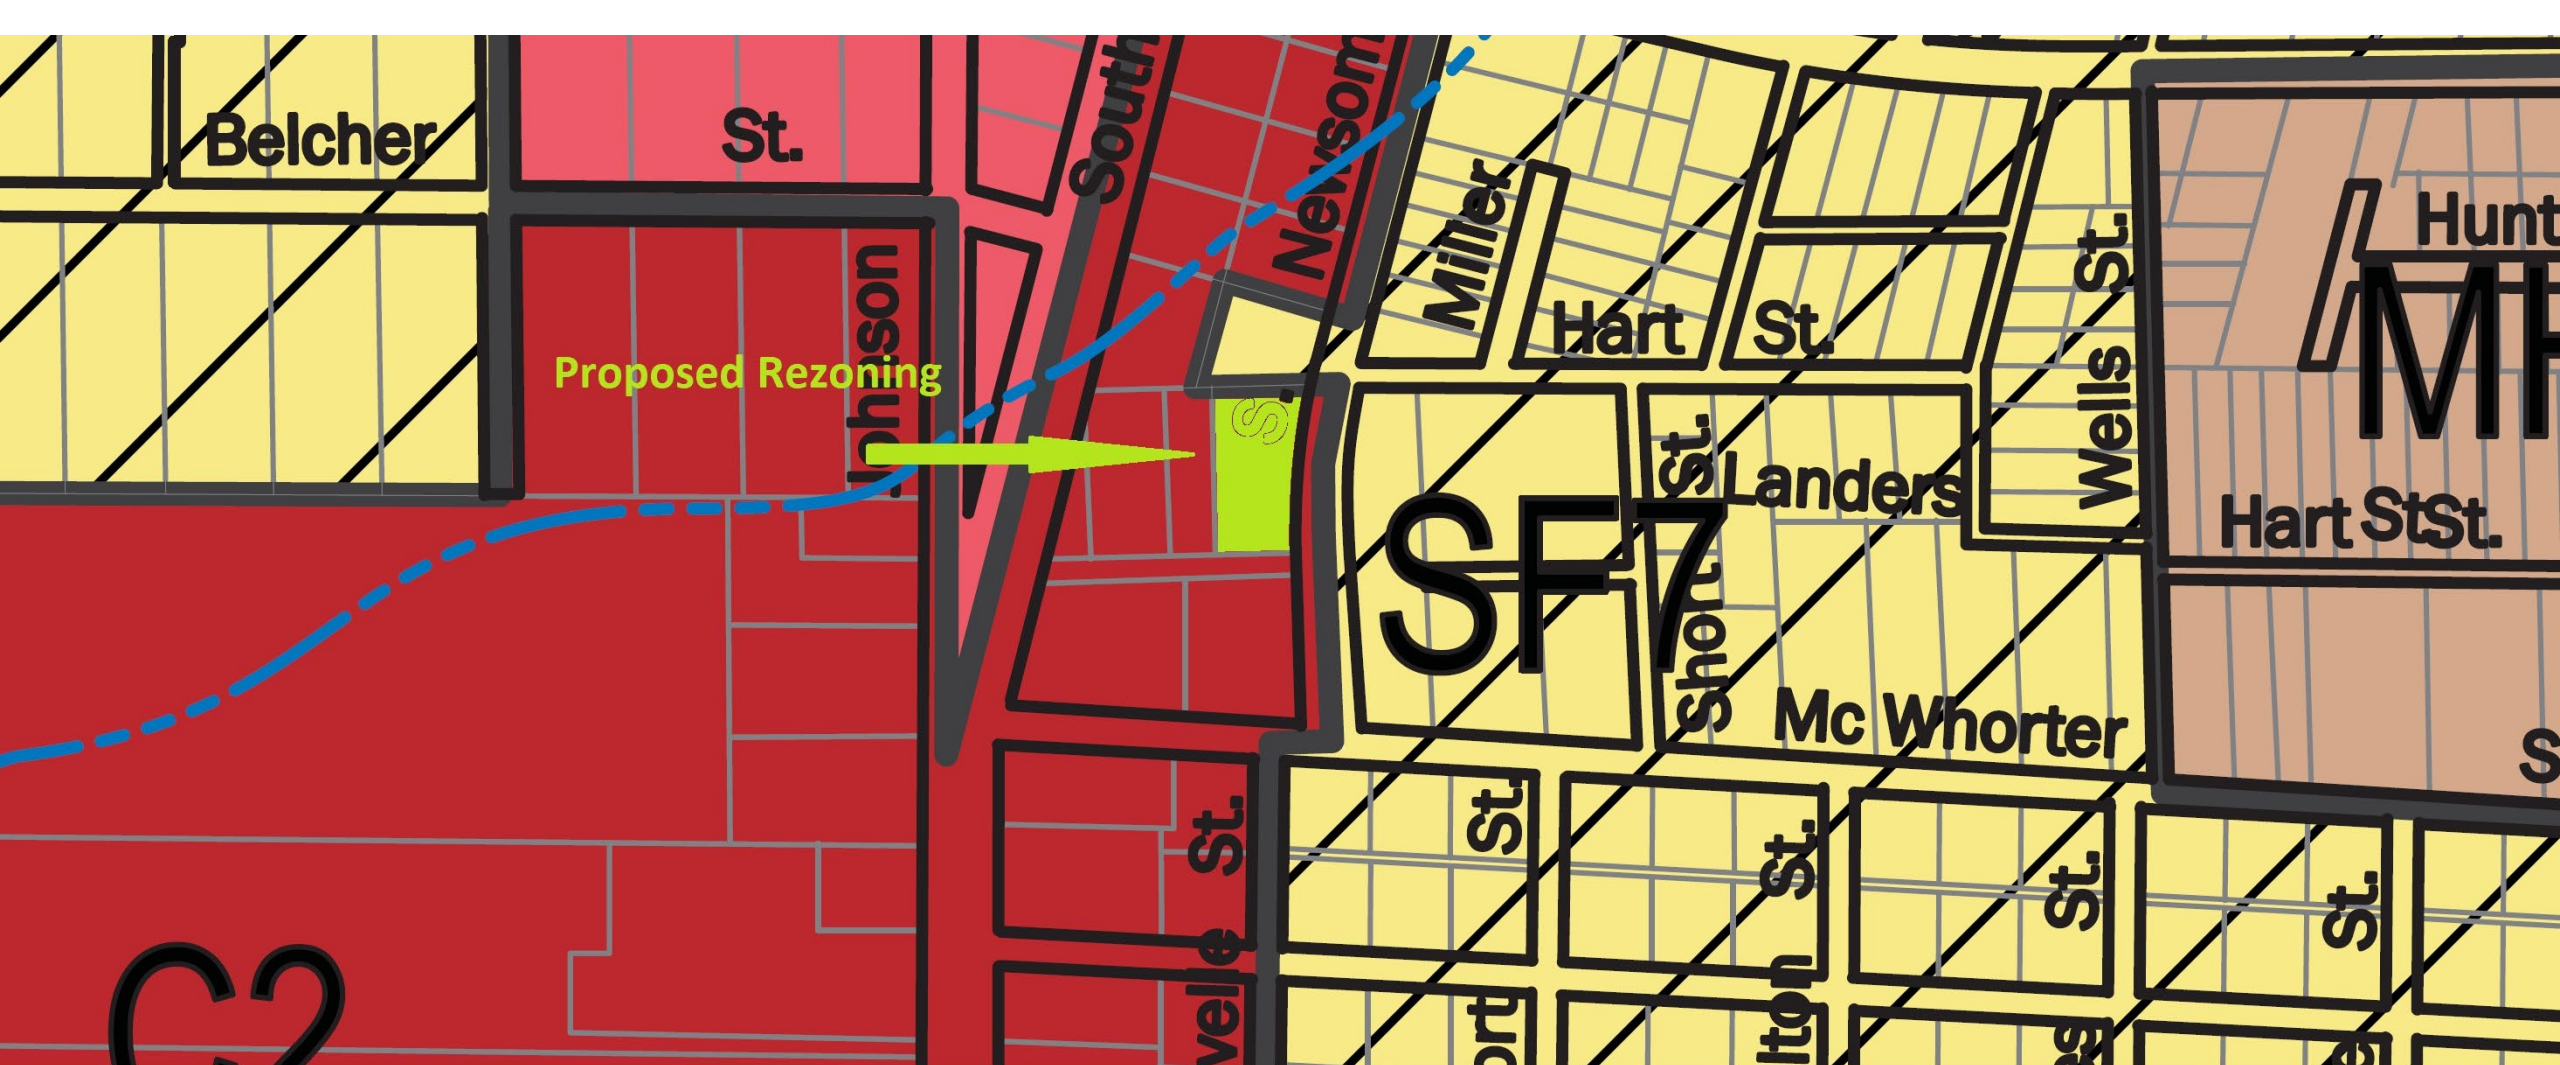 South
Newsom
Belcher
St.
Miller
St.
Hunt
Johnson
Hart
St.
Wells
MH
Proposed Rezoning
S.
St.
Landers
Hart St St.
SF7
Short
Mc Whorter
St.
St.
St.
St.
St.
C2